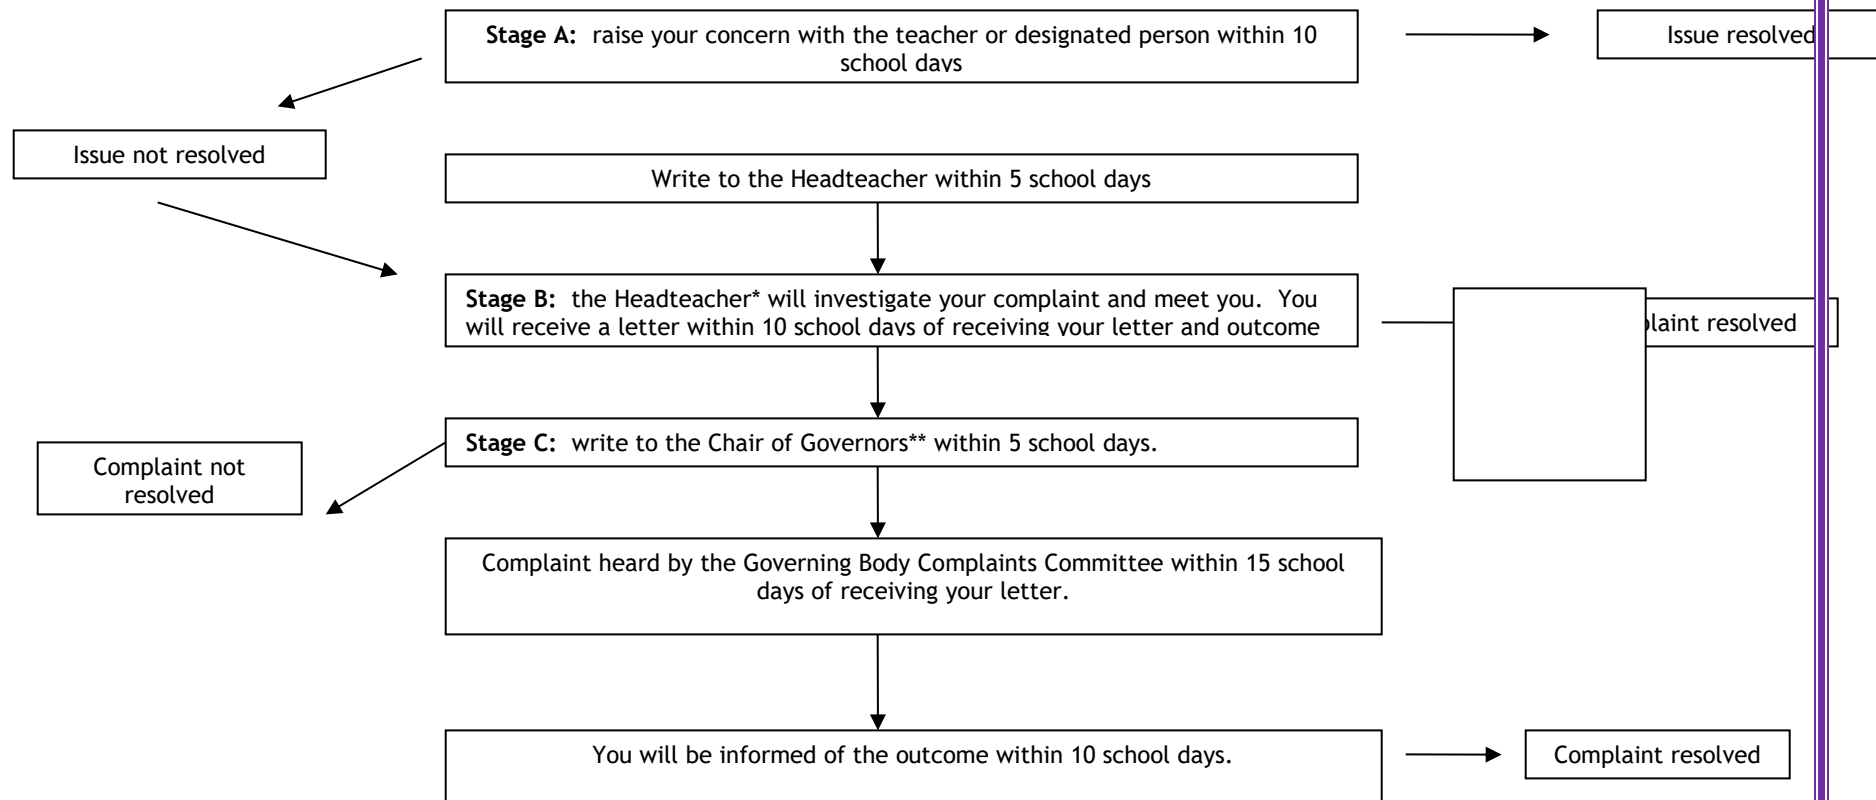 Stage A: raise your concern with the teacher or designated person within 10
school days
Issue resolved
Issue not resolved
Write to the Headteacher within 5 school days
Stage B: the Headteacher* will investigate your complaint and meet you. You
will receive a letter within 10 school days of receiving your letter and outcome
plaint resolved
Stage C: write to the Chair of Governors** within 5 school days.
Complaint not
resolved
Complaint heard by the Governing Body Complaints Committee within 15 school
days of receiving your letter.
You will be informed of the outcome within 10 school days.
Complaint resolved